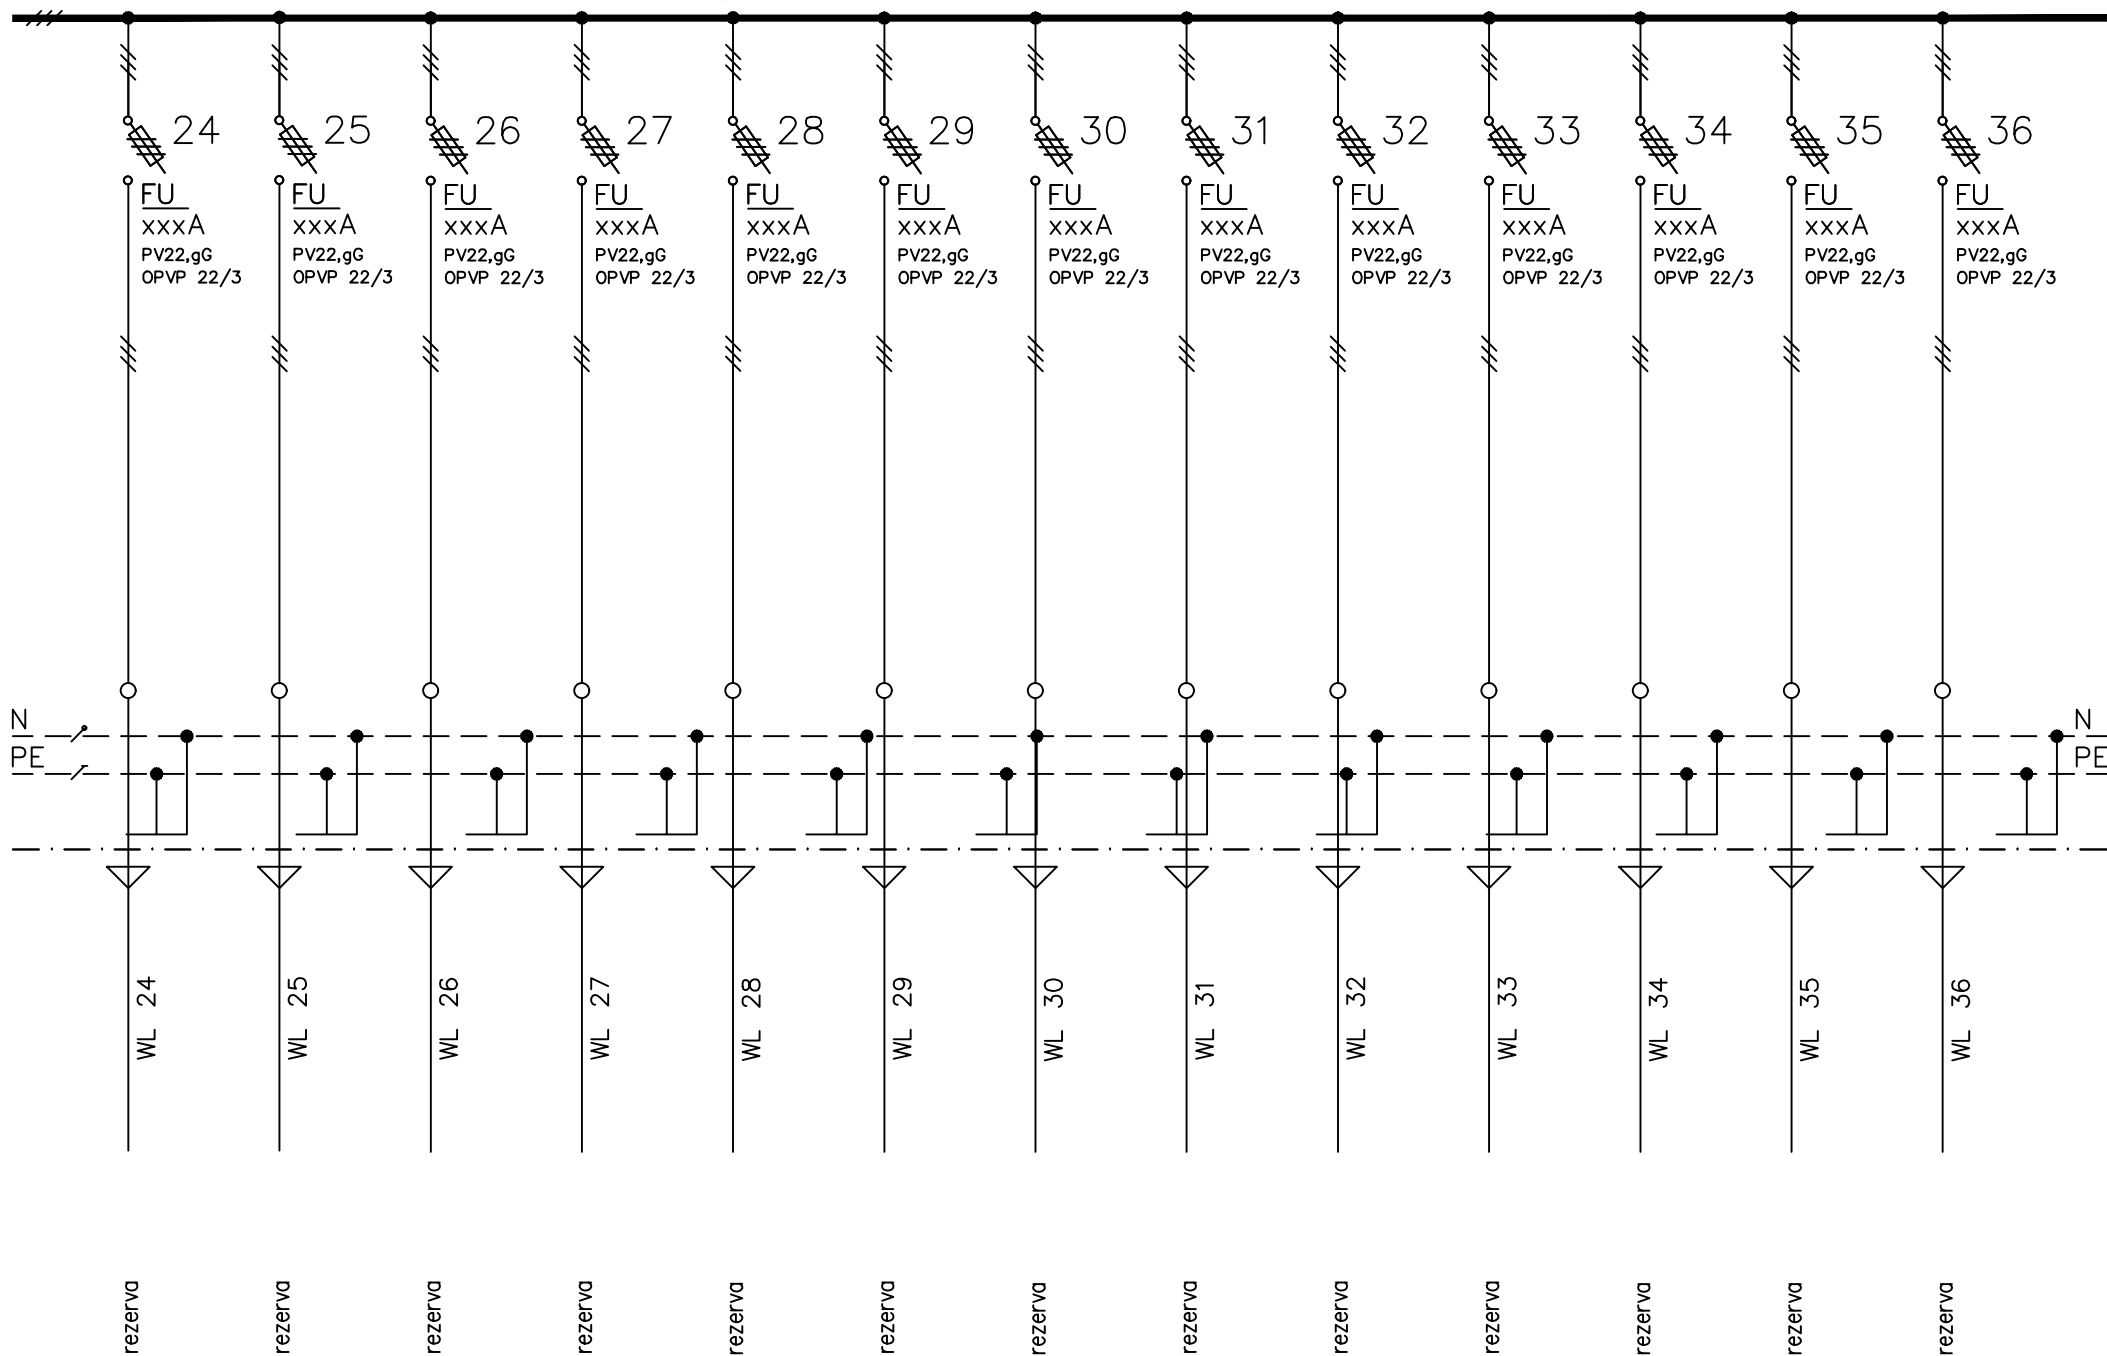 24 25 26 27 28 29 30 31 32 33 34 35 36
FU FU FU FU FU FU FU FU FU FU FU FU FU
xxxA xxxA xxxA xxxA xxxA xxxA xxxA xxxA xxxA xxxA xxxA xxxA xxxA
PV22,gG PV22,gG PV22,gG PV22,gG PV22,gG PV22,gG PV22,gG PV22,gG PV22,gG PV22,gG PV22,gG PV22,gG PV22,gG
OPVP 22/3 OPVP 22/3 OPVP 22/3 OPVP 22/3 OPVP 22/3 OPVP 22/3 OPVP 22/3 OPVP 22/3 OPVP 22/3 OPVP 22/3 OPVP 22/3 OPVP 22/3 OPVP 22/3
N N
PE PE
WL 24
WL 25
WL 26
WL 27
WL 28
WL 29
WL 30
WL 31
WL 32
WL 33
WL 34
WL 35
WL 36
rezerva
rezerva
rezerva
rezerva
rezerva
rezerva
rezerva
rezerva
rezerva
rezerva
rezerva
rezerva
rezerva